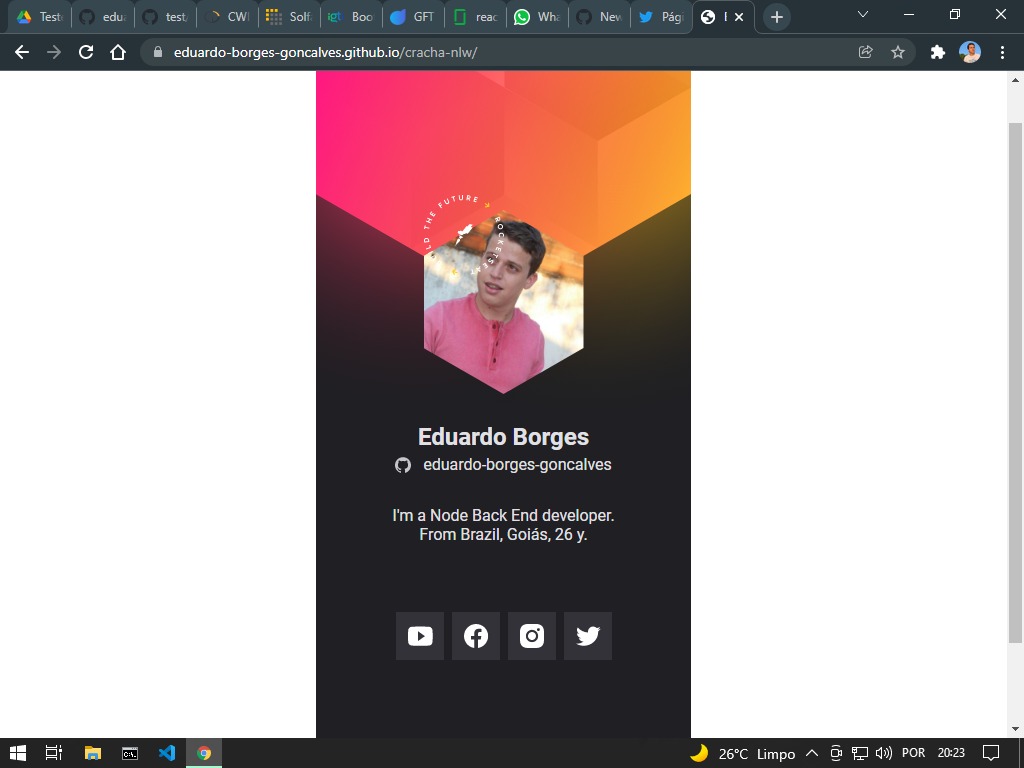 Test
edu
test
CWI
Solf
igt
Boo
GFT
reac
Wha
New
Pági
E
eduardo-borges-goncalves.github.io/cracha-nlw/
LD THE FUTURE → ROCKETSEAT
Eduardo Borges
eduardo-borges-goncalves
I'm a Node Back End developer.
From Brazil, Goiás, 26 y.
26°C Limpo
POR
20:23